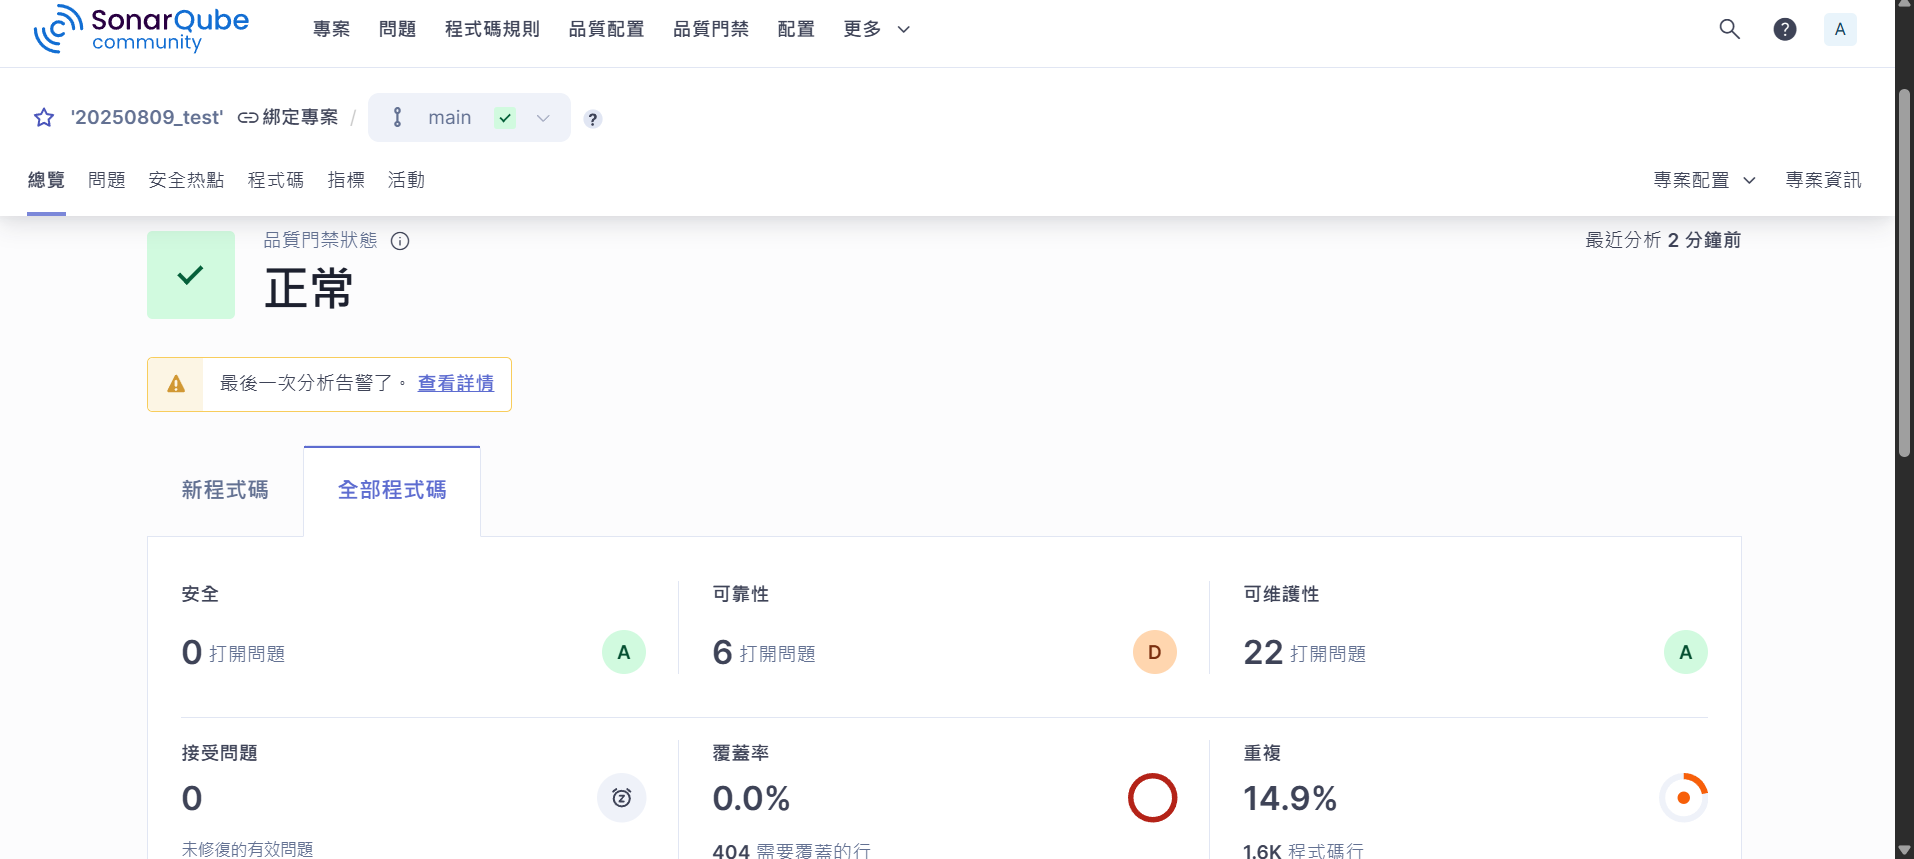 SonarQube
community
專案 問題 程式碼規則 品質配置 品質門禁 配置 更多 ? A
'20250809_test' 綁定專案 / main ?
總覽 問題 安全热點 程式碼 指標 活動 專案配置 專案資訊
品質門禁狀態 最近分析 2 分鐘前
正常
最後一次分析告警了。 查看詳情
新程式碼 全部程式碼
安全 可靠性 可维護性
0 打開問題 A 6 打開問題 D 22 打開問題 A
接受問題 覆蓋率 重複
0 0.0% 14.9%
未修復的有效問題 404 需要覆蓋的行 1.6K 程式碼行